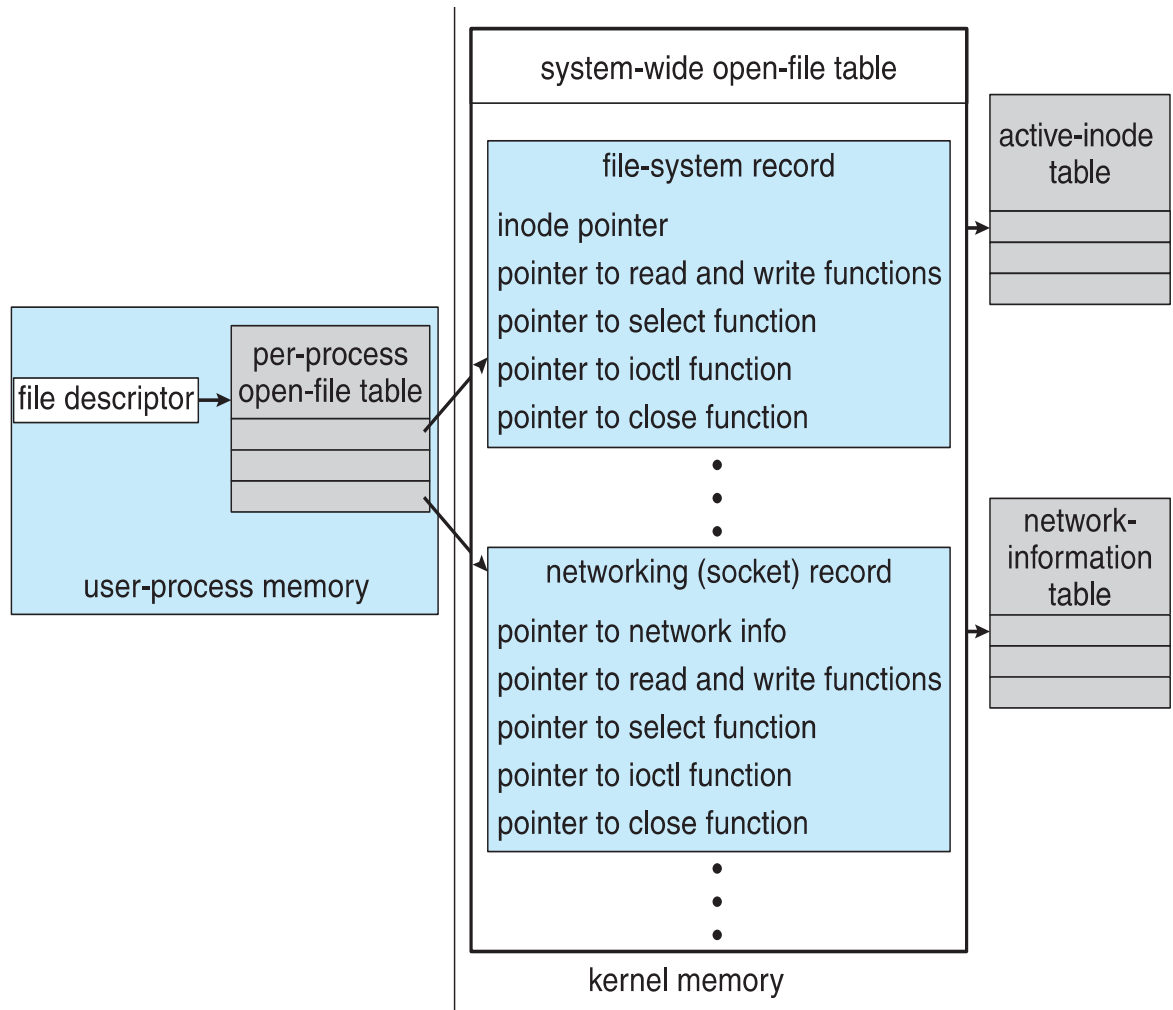 file descriptor
per-process
open-file table
user-process memory
system-wide open-file table
file-system record
inode pointer
pointer to read and write functions
pointer to select function
pointer to ioctl function
pointer to close function
networking (socket) record
pointer to network info
pointer to read and write functions
pointer to select function
pointer to ioctl function
pointer to close function
kernel memory
active-inode
table
network-
information
table